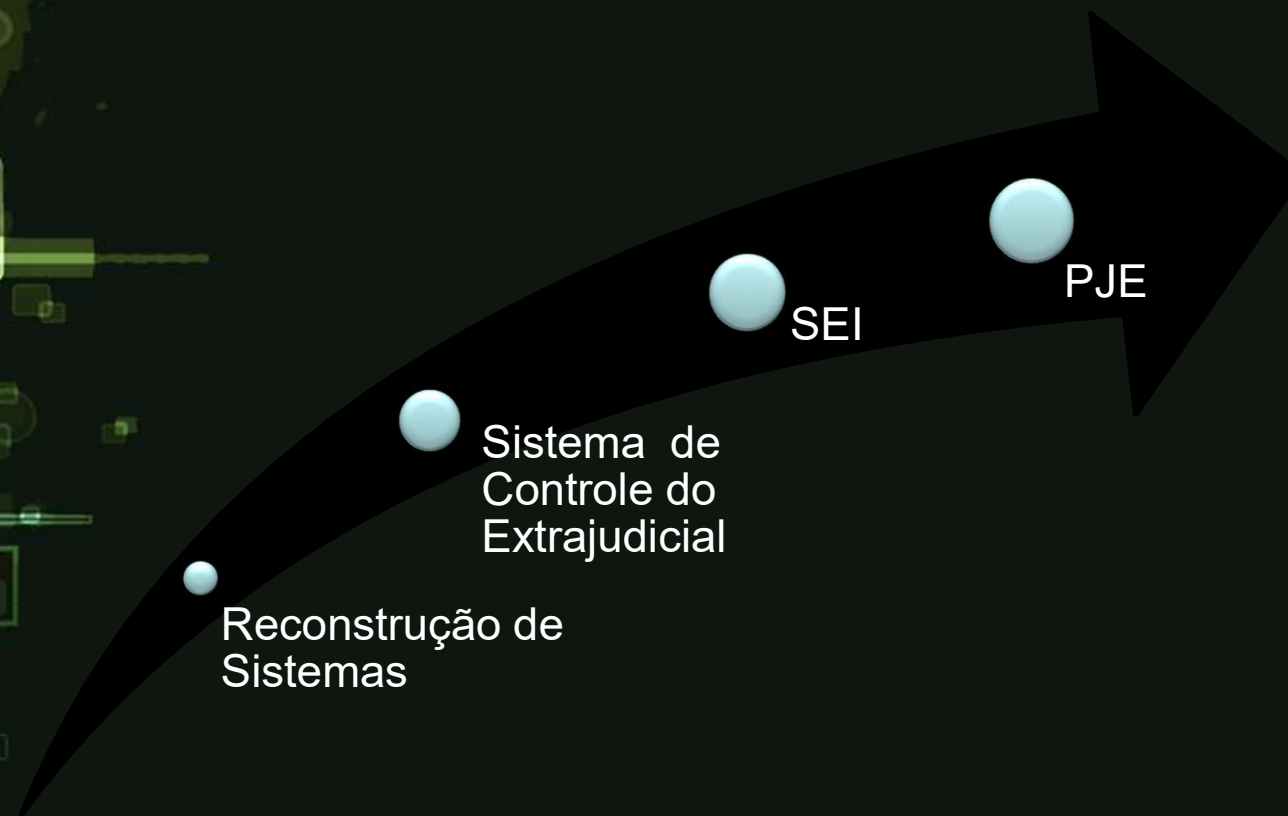 Reconstrução de
Sistemas
Sistema de
Controle do
Extrajudicial
SEI
PJE